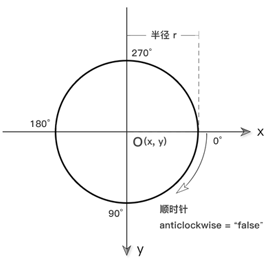 半径 r
270°
180°
x
O(x, y)
0°
90°
顺时针
anticlockwise = “false”
y